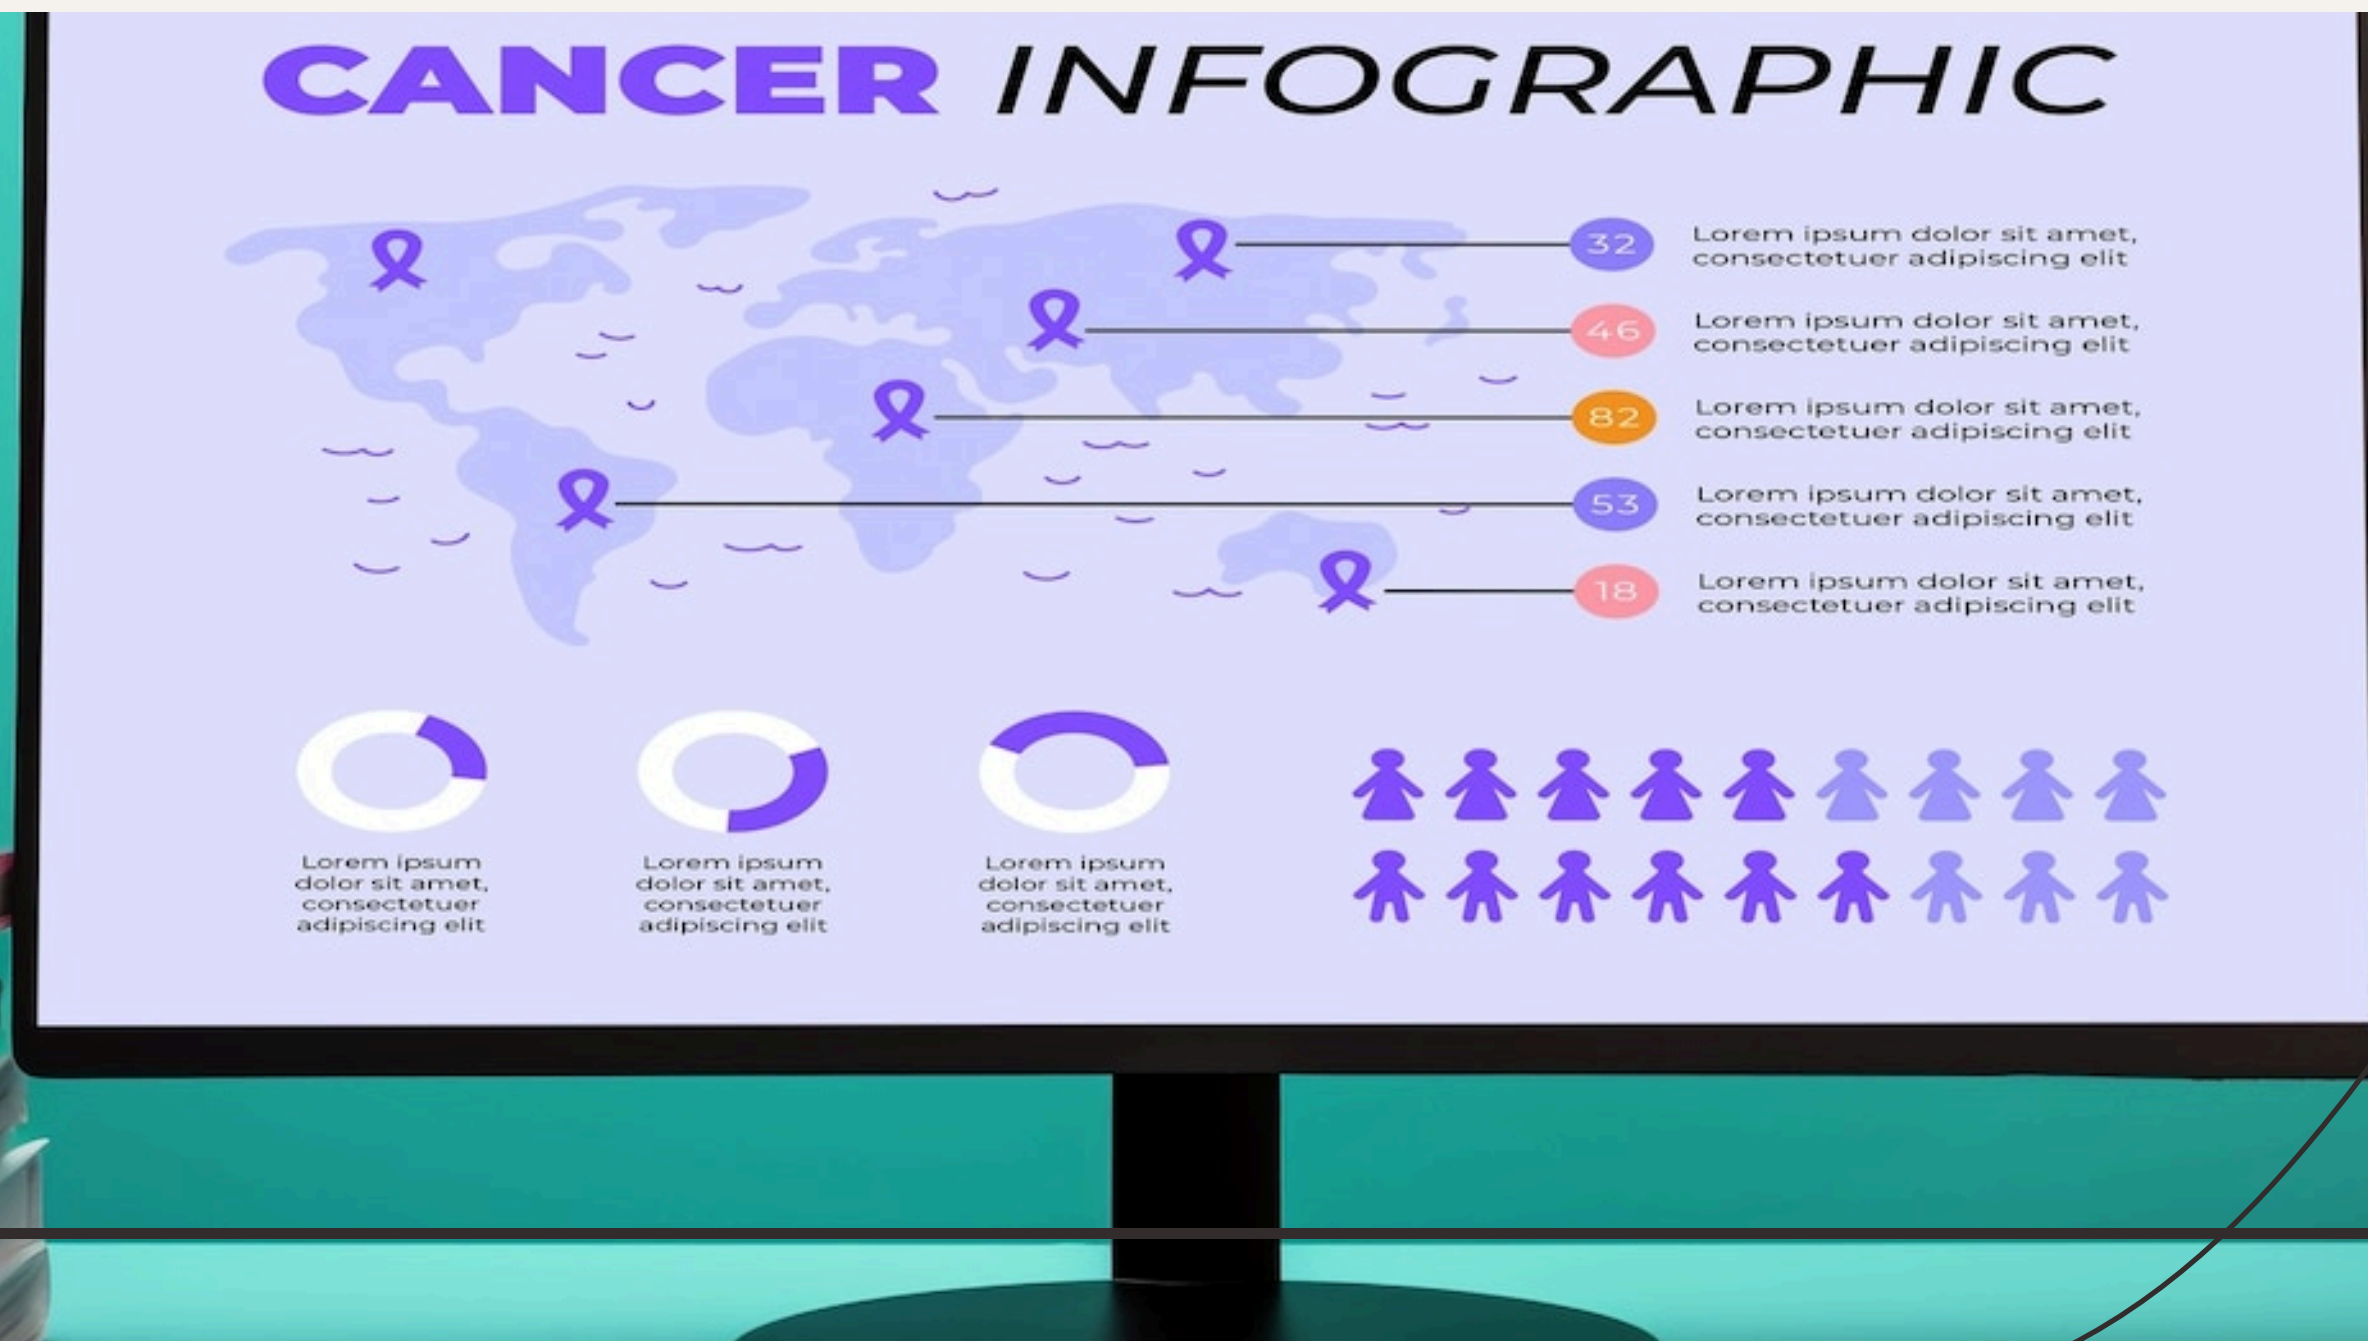 CANCER INFOGRAPHIC
32
Lorem ipsum dolor sit amet,
consectetuer adipiscing elit
46
Lorem ipsum dolor sit amet,
consectetuer adipiscing elit
82
Lorem ipsum dolor sit amet,
consectetuer adipiscing elit
53
Lorem ipsum dolor sit amet,
consectetuer adipiscing elit
18
Lorem ipsum dolor sit amet,
consectetuer adipiscing elit
Lorem ipsum
dolor sit amet,
consectetuer
adipiscing elit
Lorem ipsum
dolor sit amet,
consectetuer
adipiscing elit
Lorem ipsum
dolor sit amet,
consectetuer
adipiscing elit